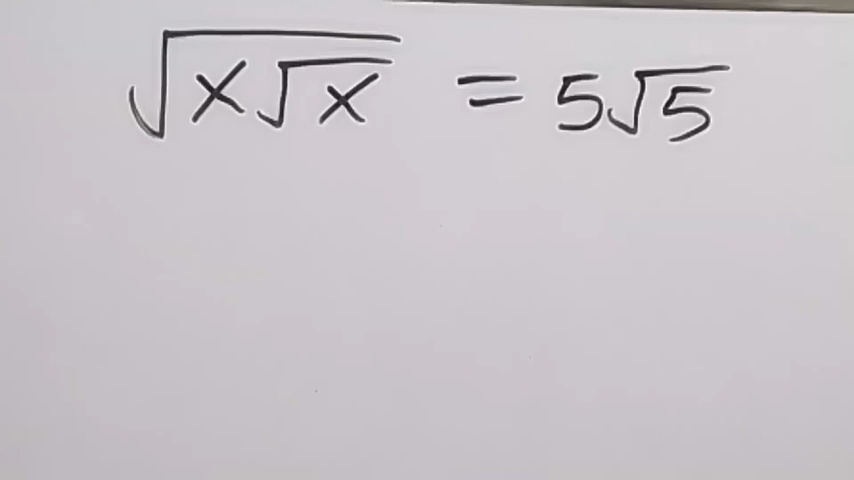 √(x√x) = 5√5